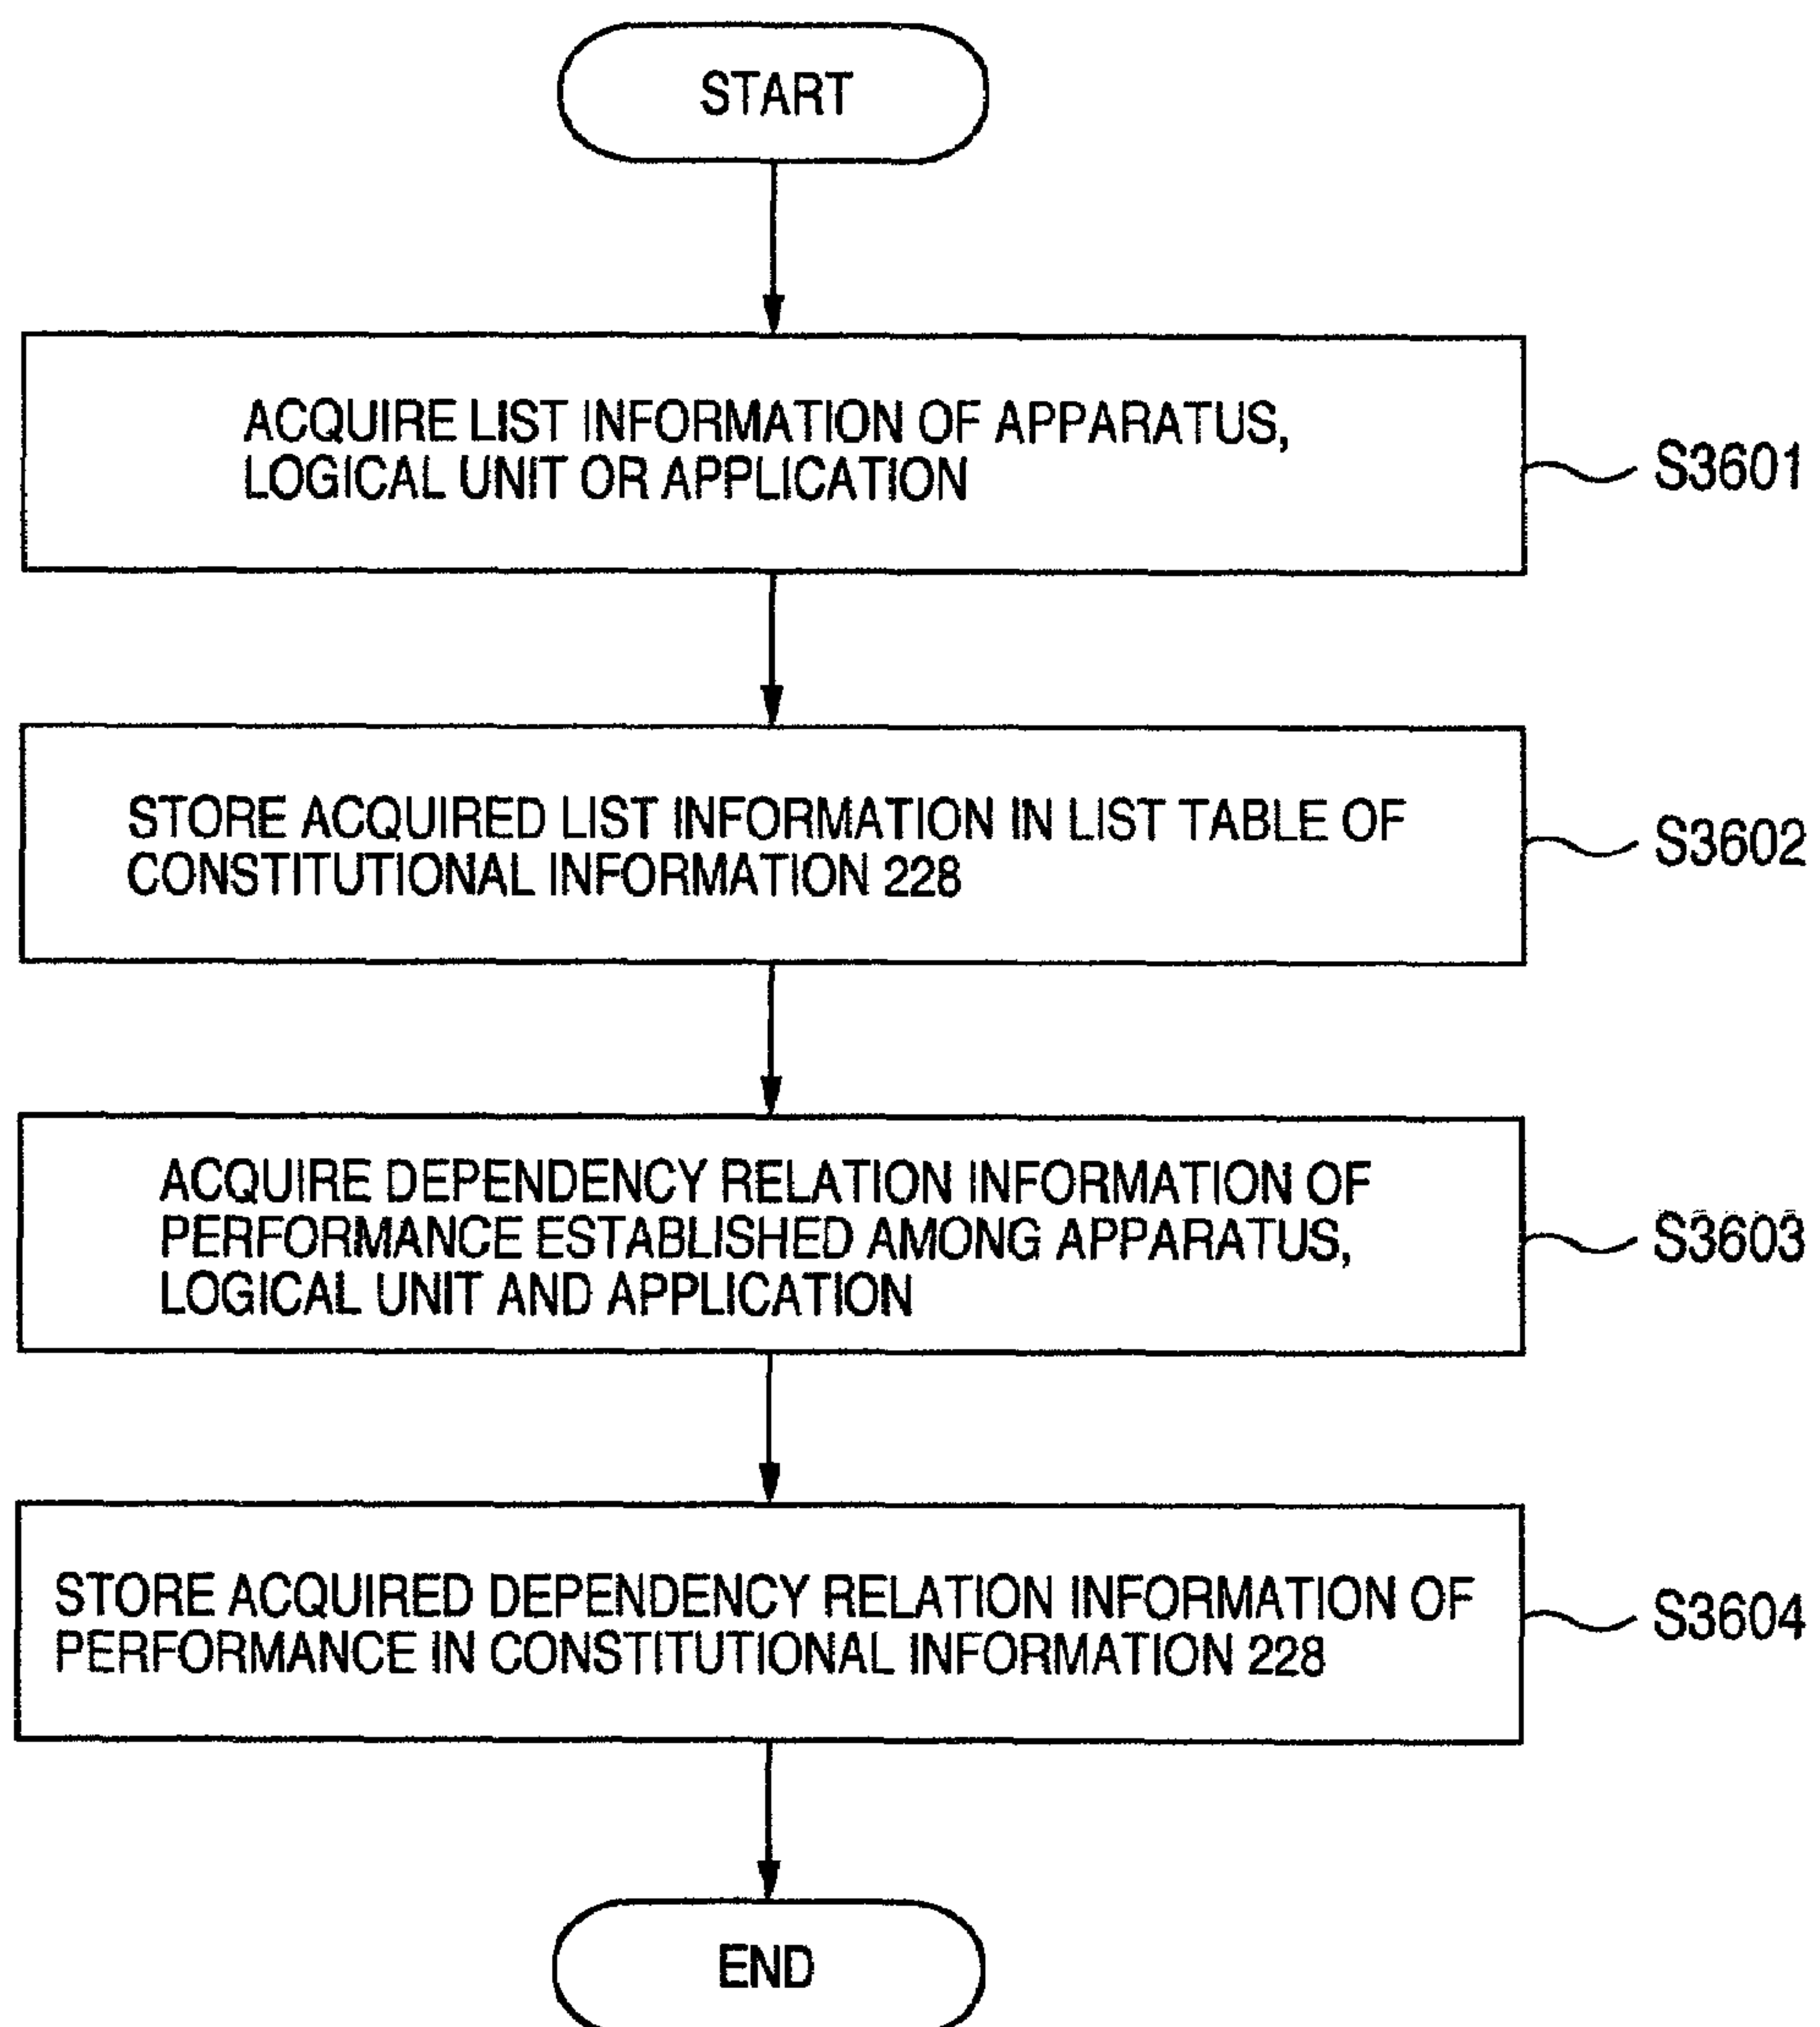 START
ACQUIRE LIST INFORMATION OF APPARATUS,
LOGICAL UNIT OR APPLICATION
S3601
STORE ACQUIRED LIST INFORMATION IN LIST TABLE OF
CONSTITUTIONAL INFORMATION 228
S3602
ACQUIRE DEPENDENCY RELATION INFORMATION OF
PERFORMANCE ESTABLISHED AMONG APPARATUS,
LOGICAL UNIT AND APPLICATION
S3603
STORE ACQUIRED DEPENDENCY RELATION INFORMATION OF
PERFORMANCE IN CONSTITUTIONAL INFORMATION 228
S3604
END